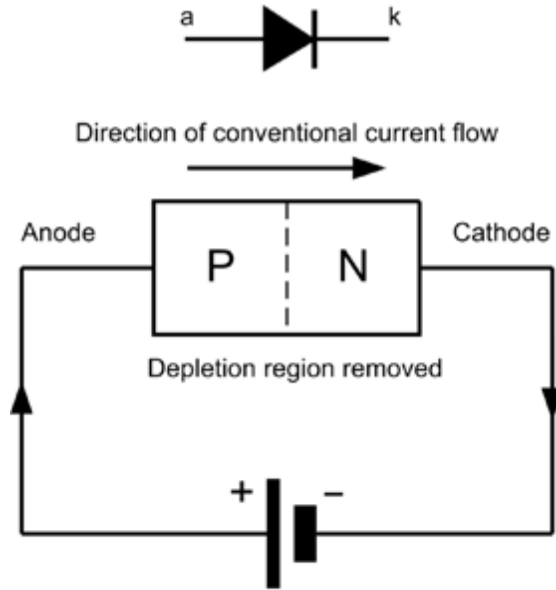 a k
Direction of conventional current flow
Anode Cathode
P N
Depletion region removed
+ −